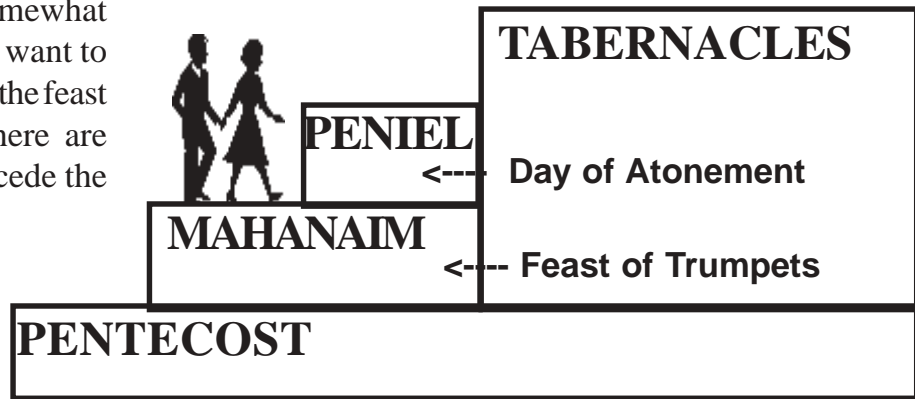 mewhat
want to
the feast
here are
cede the
TABERNACLES
PENIEL
<---- Day of Atonement
MAHANAIM
<---- Feast of Trumpets
PENTECOST